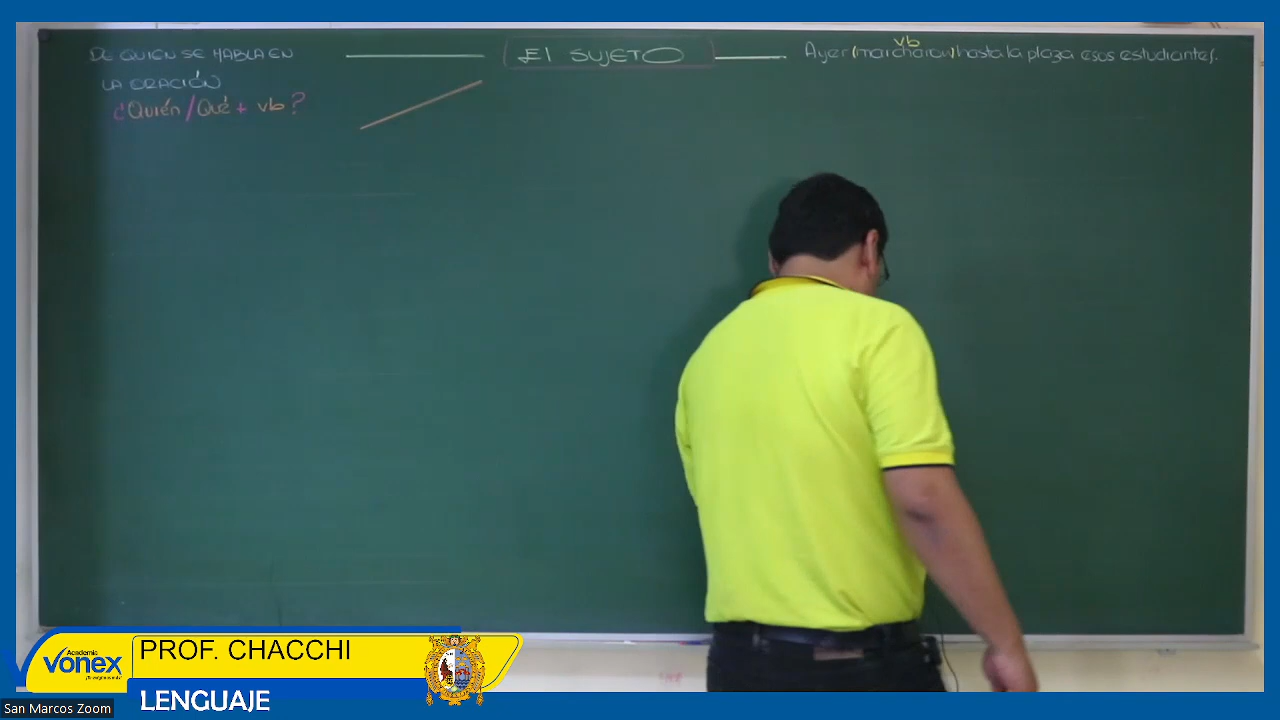 DE QUIEN SE HABLA EN
LA ORACIÓN
¿Quién/Qué + vb?
El SUJETO
vb
Ayer (marcharon) hasta la plaza esos estudiantes.
Academia
vonex
PROF. CHACCHI
LENGUAJE
San Marcos Zoom